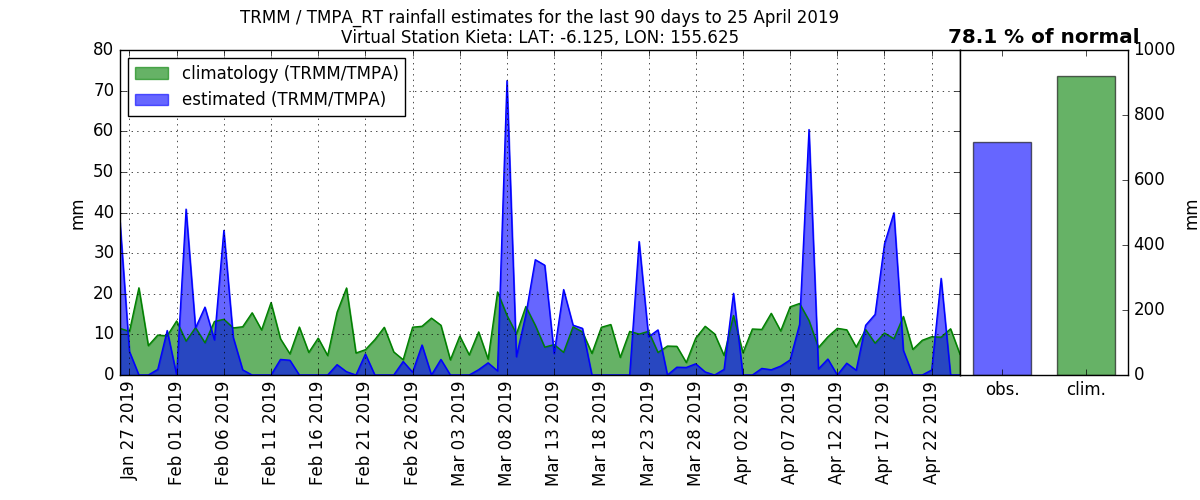 TRMM / TMPA_RT rainfall estimates for the last 90 days to 25 April 2019
Virtual Station Kieta: LAT: -6.125, LON: 155.625
78.1 % of normal
climatology (TRMM/TMPA)
estimated (TRMM/TMPA)
80
70
60
50
40
30
20
10
0
mm
Jan 27 2019
Feb 01 2019
Feb 06 2019
Feb 11 2019
Feb 16 2019
Feb 21 2019
Feb 26 2019
Mar 03 2019
Mar 08 2019
Mar 13 2019
Mar 18 2019
Mar 23 2019
Mar 28 2019
Apr 02 2019
Apr 07 2019
Apr 12 2019
Apr 17 2019
Apr 22 2019
obs.
clim.
1000
800
600
400
200
0
mm